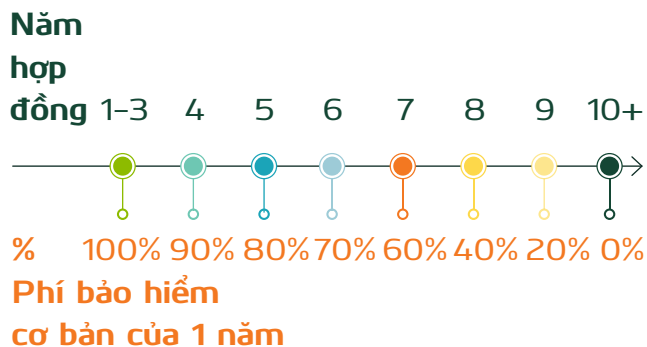 Năm
hợp
đồng 1-3 4 5 6 7 8 9 10+
% 100% 90% 80% 70% 60% 40% 20% 0%
Phí bảo hiểm
cơ bản của 1 năm